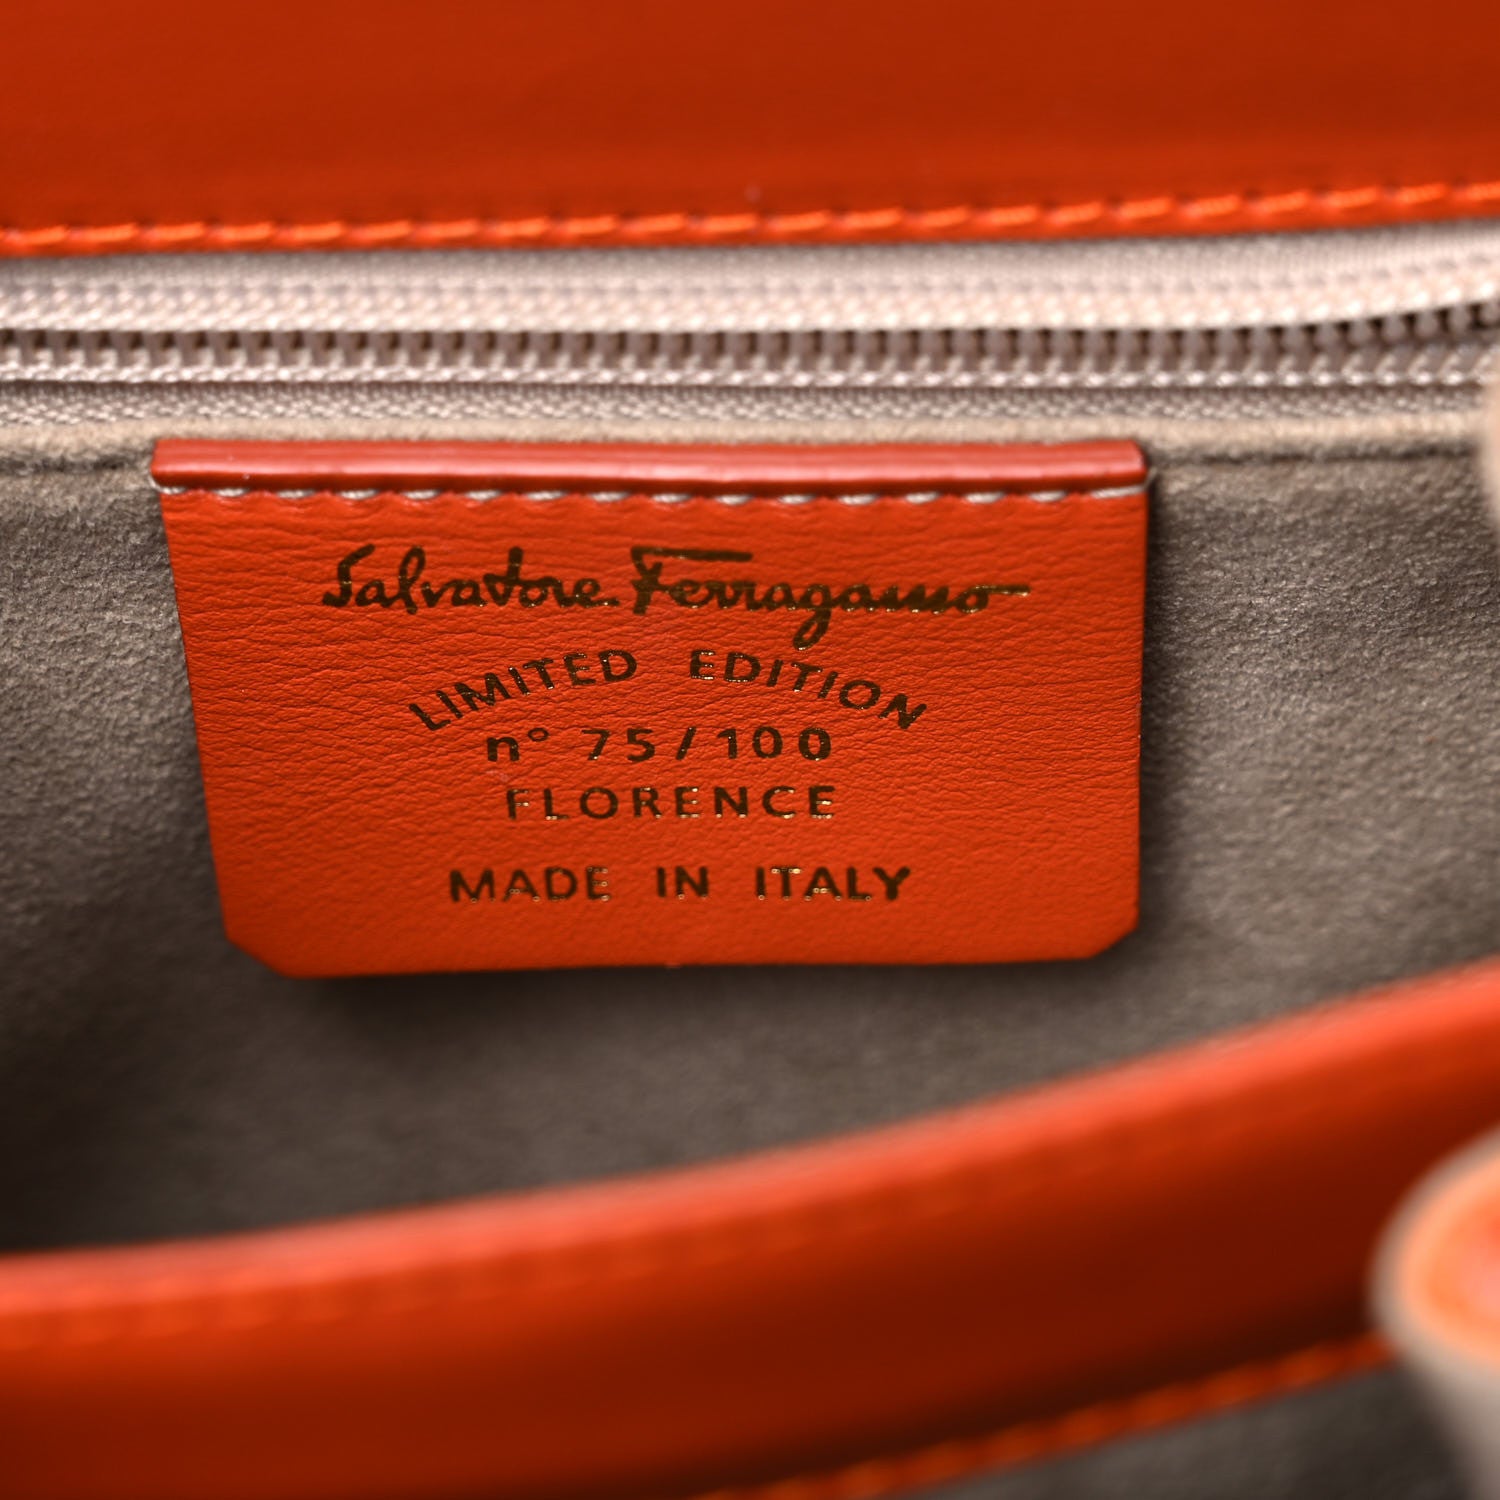 Salvatore Ferragamo
LIMITED EDITION
n° 75/100
FLORENCE
MADE IN ITALY